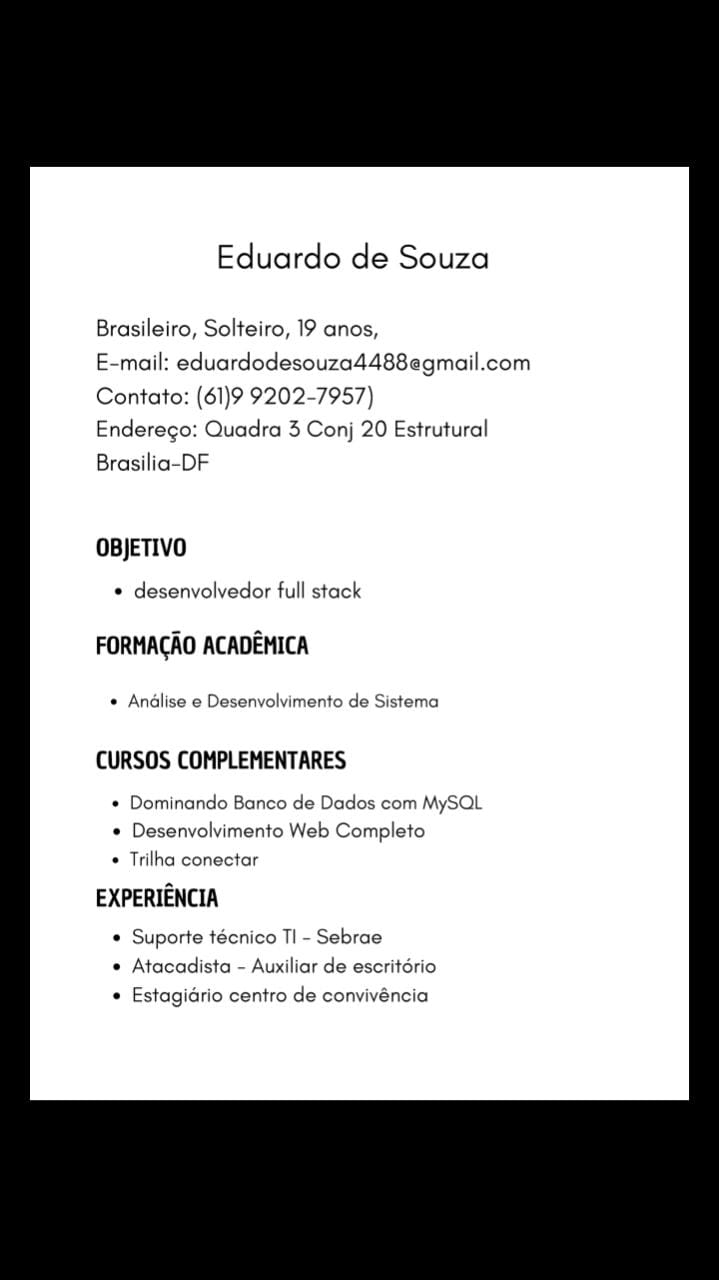 Eduardo de Souza
Brasileiro, Solteiro, 19 anos,
E-mail: eduardodesouza4488@gmail.com
Contato: (61)9 9202-7957)
Endereço: Quadra 3 Conj 20 Estrutural
Brasilia-DF
OBJETIVO
• desenvolvedor full stack
FORMAÇÃO ACADÊMICA
• Análise e Desenvolvimento de Sistema
CURSOS COMPLEMENTARES
• Dominando Banco de Dados com MySQL
• Desenvolvimento Web Completo
• Trilha conectar
EXPERIÊNCIA
• Suporte técnico TI - Sebrae
• Atacadista - Auxiliar de escritório
• Estagiário centro de convivência